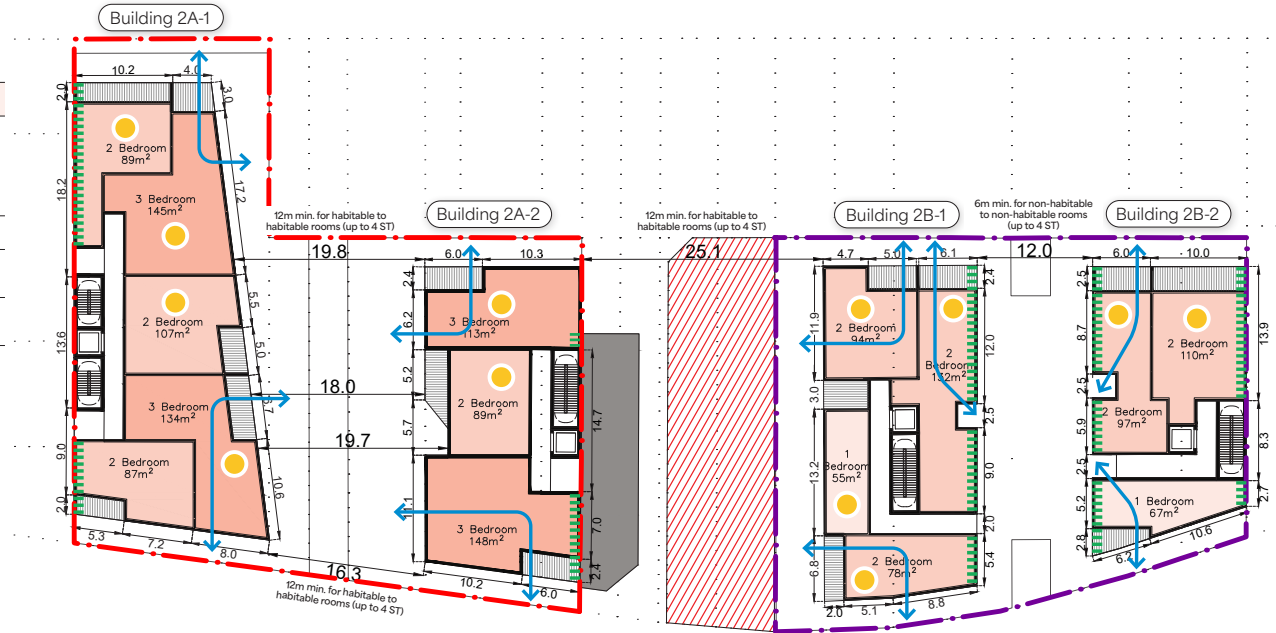 Building 2A-1
10.2
4.0
2.0
3.0
2 Bedroom
89m²
18.2
17.2
3 Bedroom
145m²
2 Bedroom
107m²
5.5
5.0
13.6
3 Bedroom
134m²
2 Bedroom
87m²
9.0
2.0
10.6
5.3
7.2
8.0
12m min. for habitable to
habitable rooms (up to 4 ST)
19.8
18.0
19.7
16.3
12m min. for habitable to
habitable rooms (up to 4 ST)
Building 2A-2
6.0
10.3
2.4
6.2
3 Bedroom
113m²
5.2
2 Bedroom
89m²
5.7
14.7
11.1
3 Bedroom
148m²
7.0
2.4
10.2
6.0
12m min. for habitable to
habitable rooms (up to 4 ST)
25.1
Building 2B-1
4.7
5.0
6.1
2.4
11.9
2 Bedroom
94m²
2
Bedroom
132m²
12.0
3.0
2.5
13.2
1
Bedroom
55m²
9.0
2.0
6.8
2 Bedroom
78m²
5.4
2.0
5.1
8.8
6m min. for non-habitable
to non-habitable rooms
(up to 4 ST)
12.0
Building 2B-2
6.0
10.0
2.5
8.7
2 Bedroom
110m²
13.9
2.5
2 Bedroom
97m²
5.9
8.3
2.5
5.2
1 Bedroom
67m²
2.7
2.8
6.2
10.6